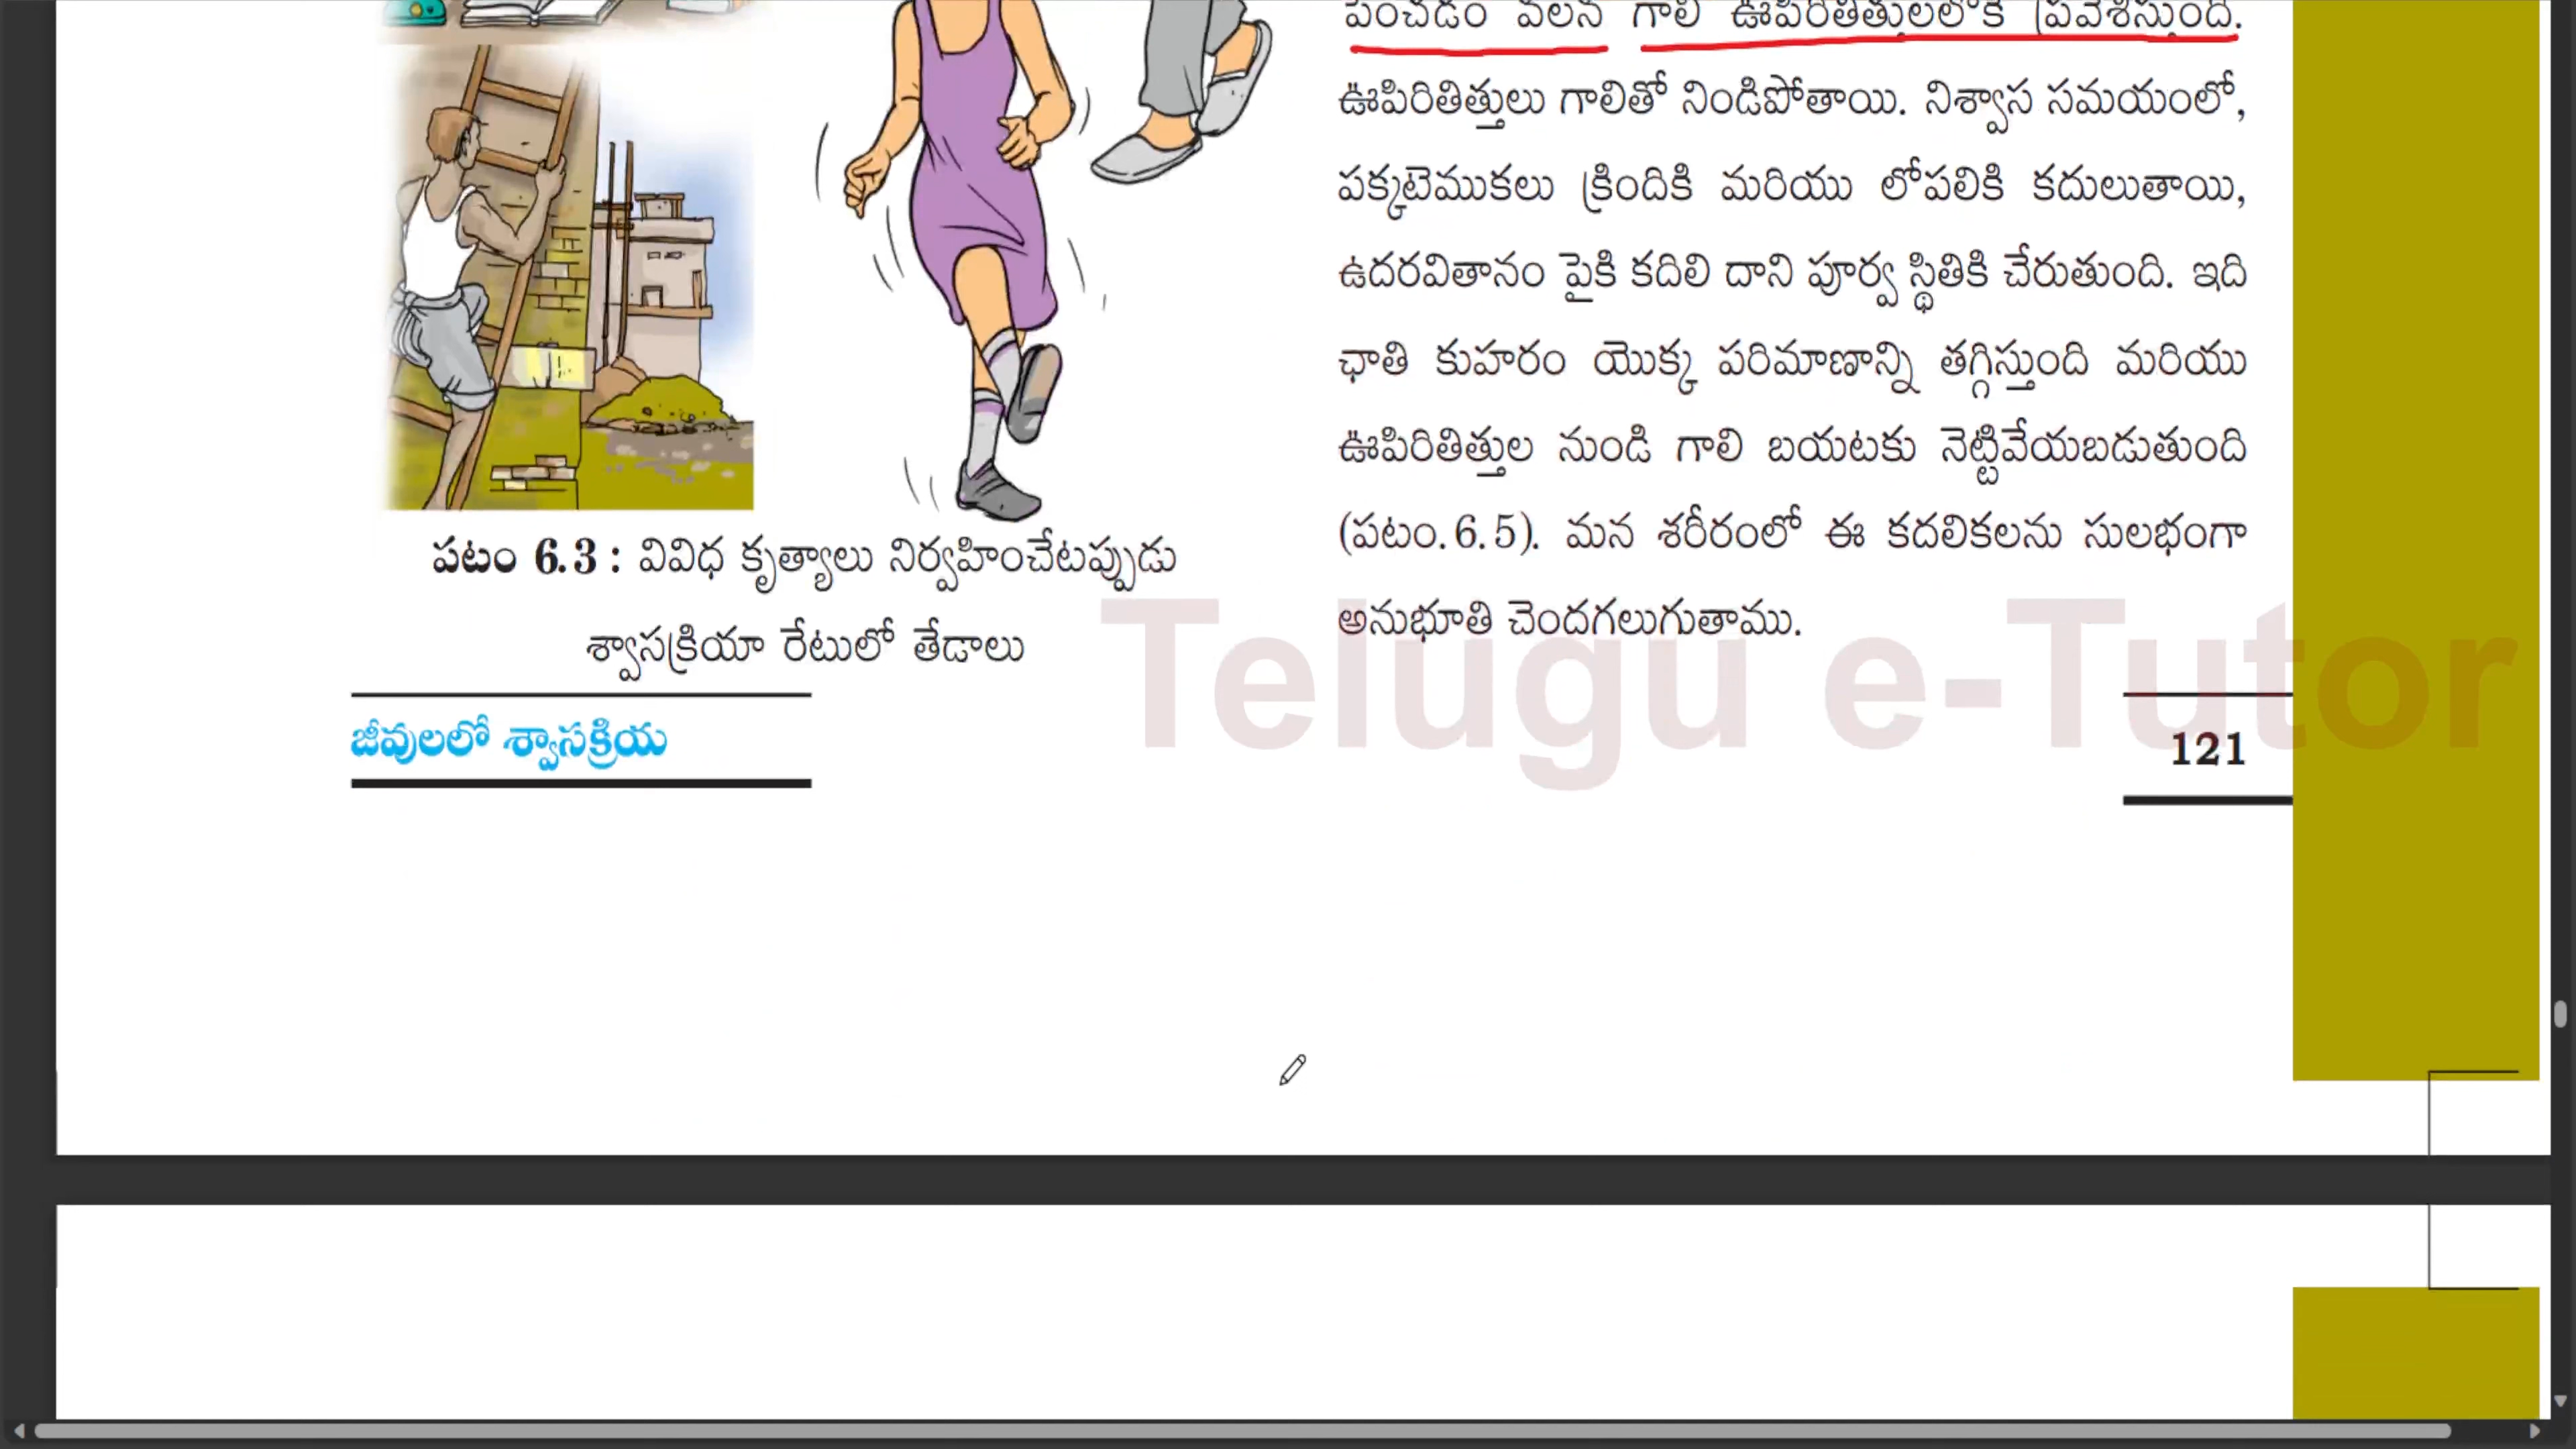 పటం 6.3 : వివిధ కృత్యాలు నిర్వహించేటప్పుడు
శ్వాసక్రియా రేటులో తేడాలు
పెంచడం వలన గాలి ఊపిరితిత్తులలోకి ప్రవేశిస్తుంది.
ఊపిరితిత్తులు గాలితో నిండిపోతాయి. నిశ్వాస సమయంలో,
పక్కటెముకలు క్రిందికి మరియు లోపలికి కదులుతాయి,
ఉదరవితానం పైకి కదిలి దాని పూర్వ స్థితికి చేరుతుంది. ఇది
ఛాతి కుహరం యొక్క పరిమాణాన్ని తగ్గిస్తుంది మరియు
ఊపిరితిత్తుల నుండి గాలి బయటకు నెట్టివేయబడుతుంది
(పటం.6.5). మన శరీరంలో ఈ కదలికలను సులభంగా
అనుభూతి చెందగలుగుతాము.
Telugu e-Tutor
జీవులలో శ్వాసక్రియ
121